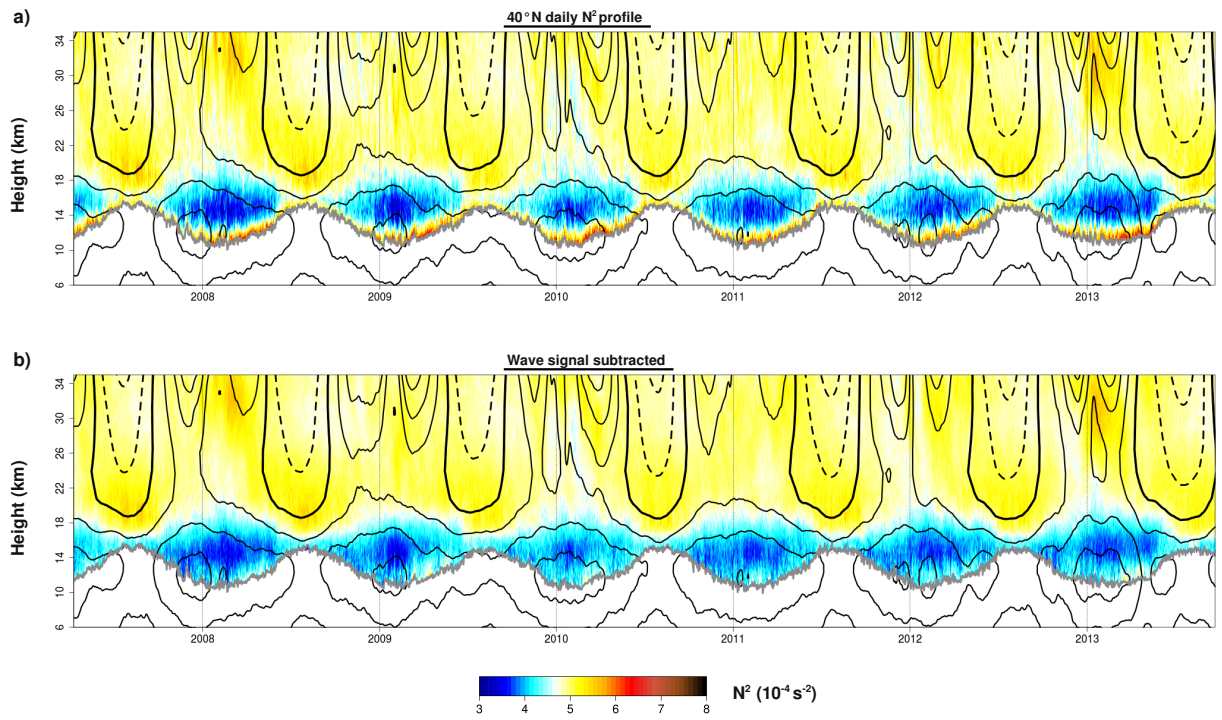 a)
40°N daily N² profile
Height (km)
34
30
26
22
18
14
10
6
2008 2009 2010 2011 2012 2013
b)
Wave signal subtracted
Height (km)
34
30
26
22
18
14
10
6
2008 2009 2010 2011 2012 2013
3 4 5 6 7 8
N² (10⁻⁴ s⁻²)